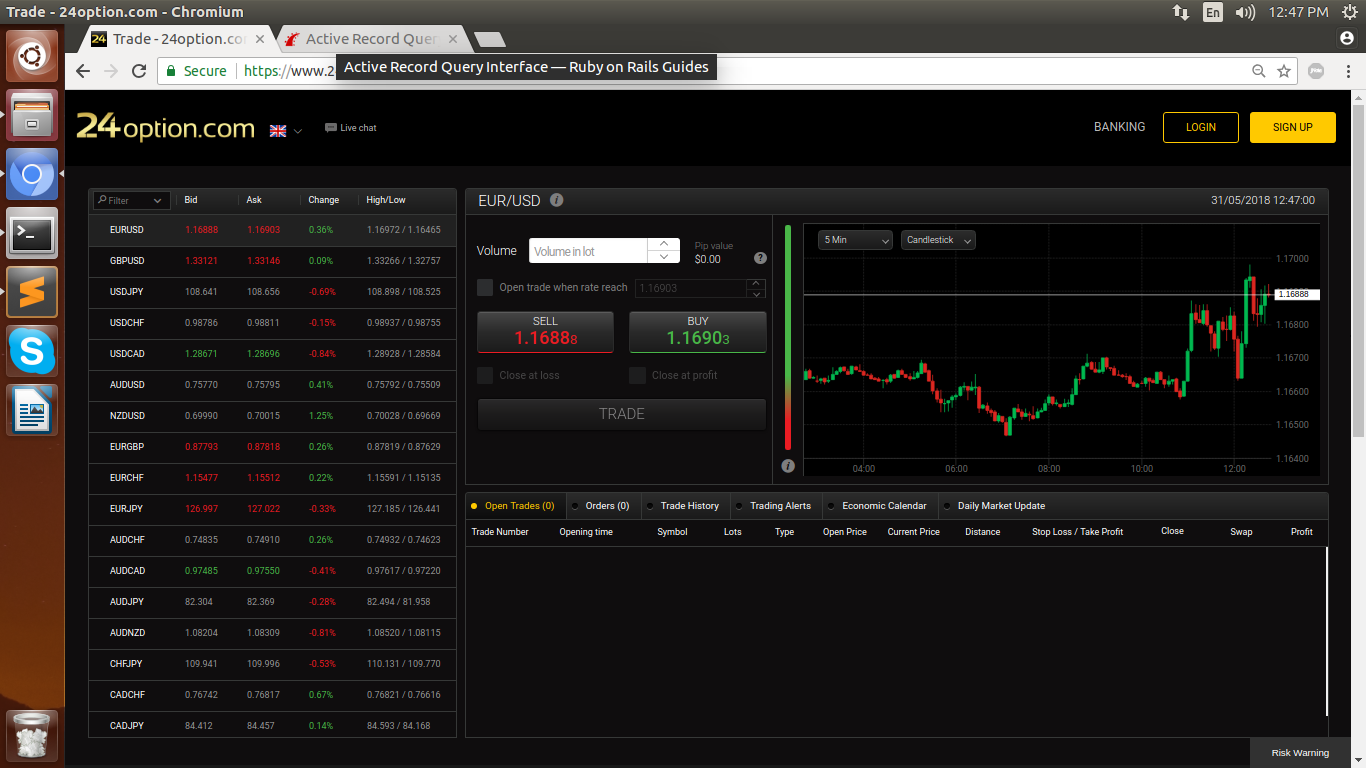 Trade - 24option.com - Chromium En 12:47 PM
24 Trade - 24option.co Active Record Quer
Secure https://www.2
Active Record Query Interface — Ruby on Rails Guides
24option.com Live chat BANKING LOGIN SIGN UP
Filter Bid Ask Change High/Low
EURUSD 1.16888 1.16903 0.36% 1.16972 / 1.16465
GBPUSD 1.33121 1.33146 0.09% 1.33266 / 1.32757
USDJPY 108.641 108.656 -0.69% 108.898 / 108.525
USDCHF 0.98786 0.98811 -0.15% 0.98937 / 0.98755
USDCAD 1.28671 1.28696 -0.84% 1.28928 / 1.28584
AUDUSD 0.75770 0.75795 0.41% 0.75792 / 0.75509
NZDUSD 0.69990 0.70015 1.25% 0.70028 / 0.69669
EURGBP 0.87793 0.87818 0.26% 0.87819 / 0.87629
EURCHF 1.15477 1.15512 0.22% 1.15591 / 1.15135
EURJPY 126.997 127.022 -0.33% 127.185 / 126.441
AUDCHF 0.74835 0.74910 0.26% 0.74932 / 0.74623
AUDCAD 0.97485 0.97550 -0.41% 0.97617 / 0.97220
AUDJPY 82.304 82.369 -0.28% 82.494 / 81.958
AUDNZD 1.08204 1.08309 -0.81% 1.08520 / 1.08115
CHFJPY 109.941 109.996 -0.53% 110.131 / 109.770
CADCHF 0.76742 0.76817 0.67% 0.76821 / 0.76616
CADJPY 84.412 84.457 0.14% 84.593 / 84.168
EUR/USD 31/05/2018 12:47:00
Volume Volume in lot Pip value
$0.00
Open trade when rate reach 1.16903
SELL BUY
1.16888 1.16903
Close at loss Close at profit
TRADE
5 Min Candlestick
1.17000
1.16888
1.16800
1.16700
1.16600
1.16500
1.16400
04:00 06:00 08:00 10:00 12:00
Open Trades (0) Orders (0) Trade History Trading Alerts Economic Calendar Daily Market Update
Trade Number Opening time Symbol Lots Type Open Price Current Price Distance Stop Loss / Take Profit Close Swap Profit
Risk Warning